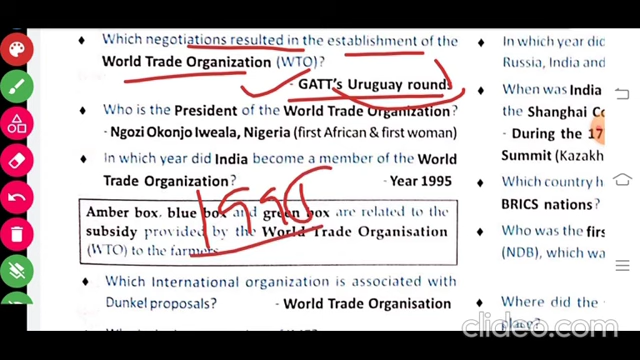 Which negotiations resulted in the establishment of the
World Trade Organization (WTO)?
- GATT's Uruguay rounds
Who is the President of the World Trade Organization?
- Ngozi Okonjo Iweala, Nigeria (first African & first woman)
In which year did India become a member of the World
Trade Organization? - Year 1995
1995
Amber box, blue box and green box are related to the
subsidy provided by the World Trade Organisation
(WTO) to the farmers
Which International organization is associated with
Dunkel proposals? - World Trade Organisation
In which year did
Russia, India and
When was India
the Shanghai Co
- During the 17
Summit (Kazakh
Which country h
BRICS nations?
Who was the firs
(NDB), which wa
Where did the
place?
clideo.com